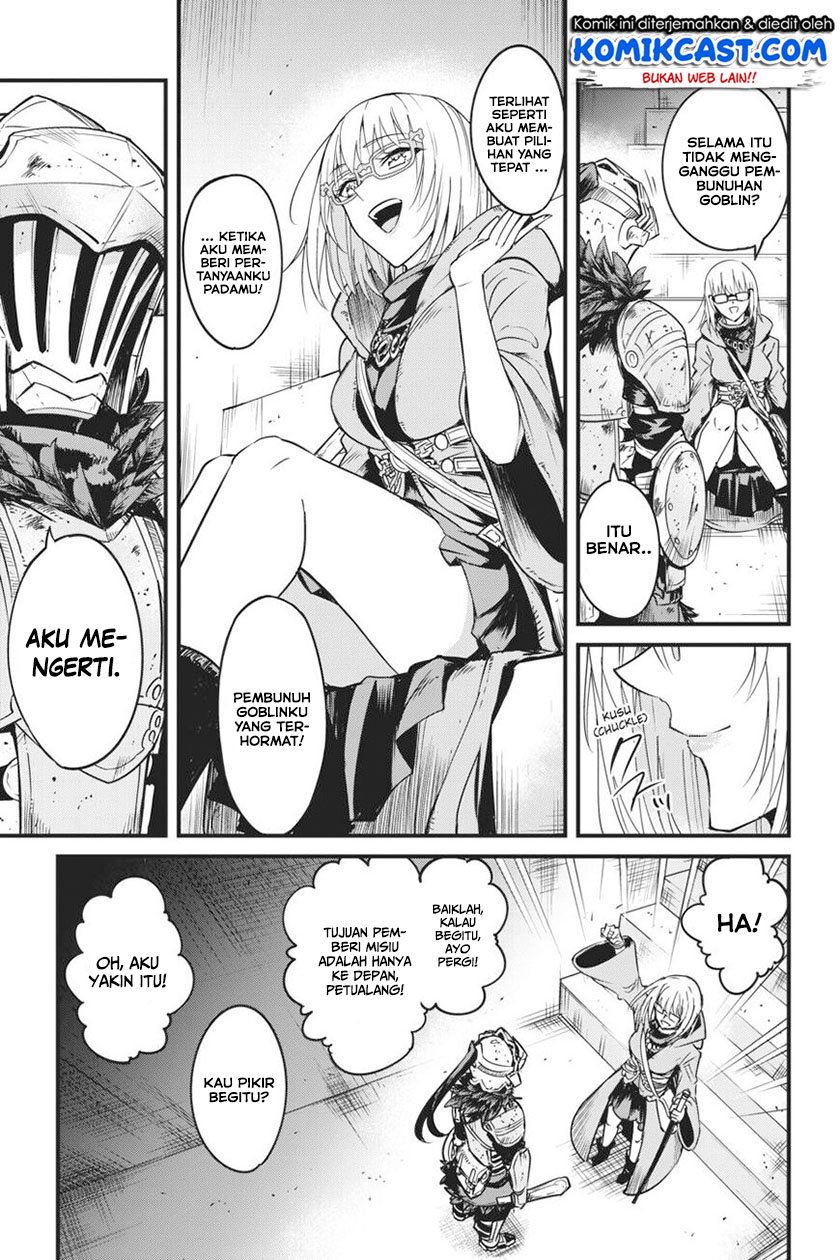 Komik ini diterjemahkan & diedit oleh
KOMIKCAST.COM
BUKAN WEB LAIN!!
SELAMA ITU
TIDAK MENG-
GANGGU PEM-
BUNUHAN
GOBLIN?
ITU
BENAR..
KUSU
(CHUCKLE)
クスッ
TERLIHAT
SEPERTI
AKU MEM-
BUAT PILI-
HAN YANG
TEPAT ...
... KETIKA
AKU MEM-
BERI PER-
TANYAANKU
PADAMU!
PEMBUNUH
GOBLINKU
YANG TER-
HORMAT!
AKU ME-
NGERTI.
HA!
BAIKLAH,
KALAU
BEGITU,
AYO
PERGI!
TUJUAN PEM-
BERI MISIU
ADALAH HANYA
KE DEPAN,
PETUALANG!
KAU PIKIR
BEGITU?
OH, AKU
YAKIN ITU!